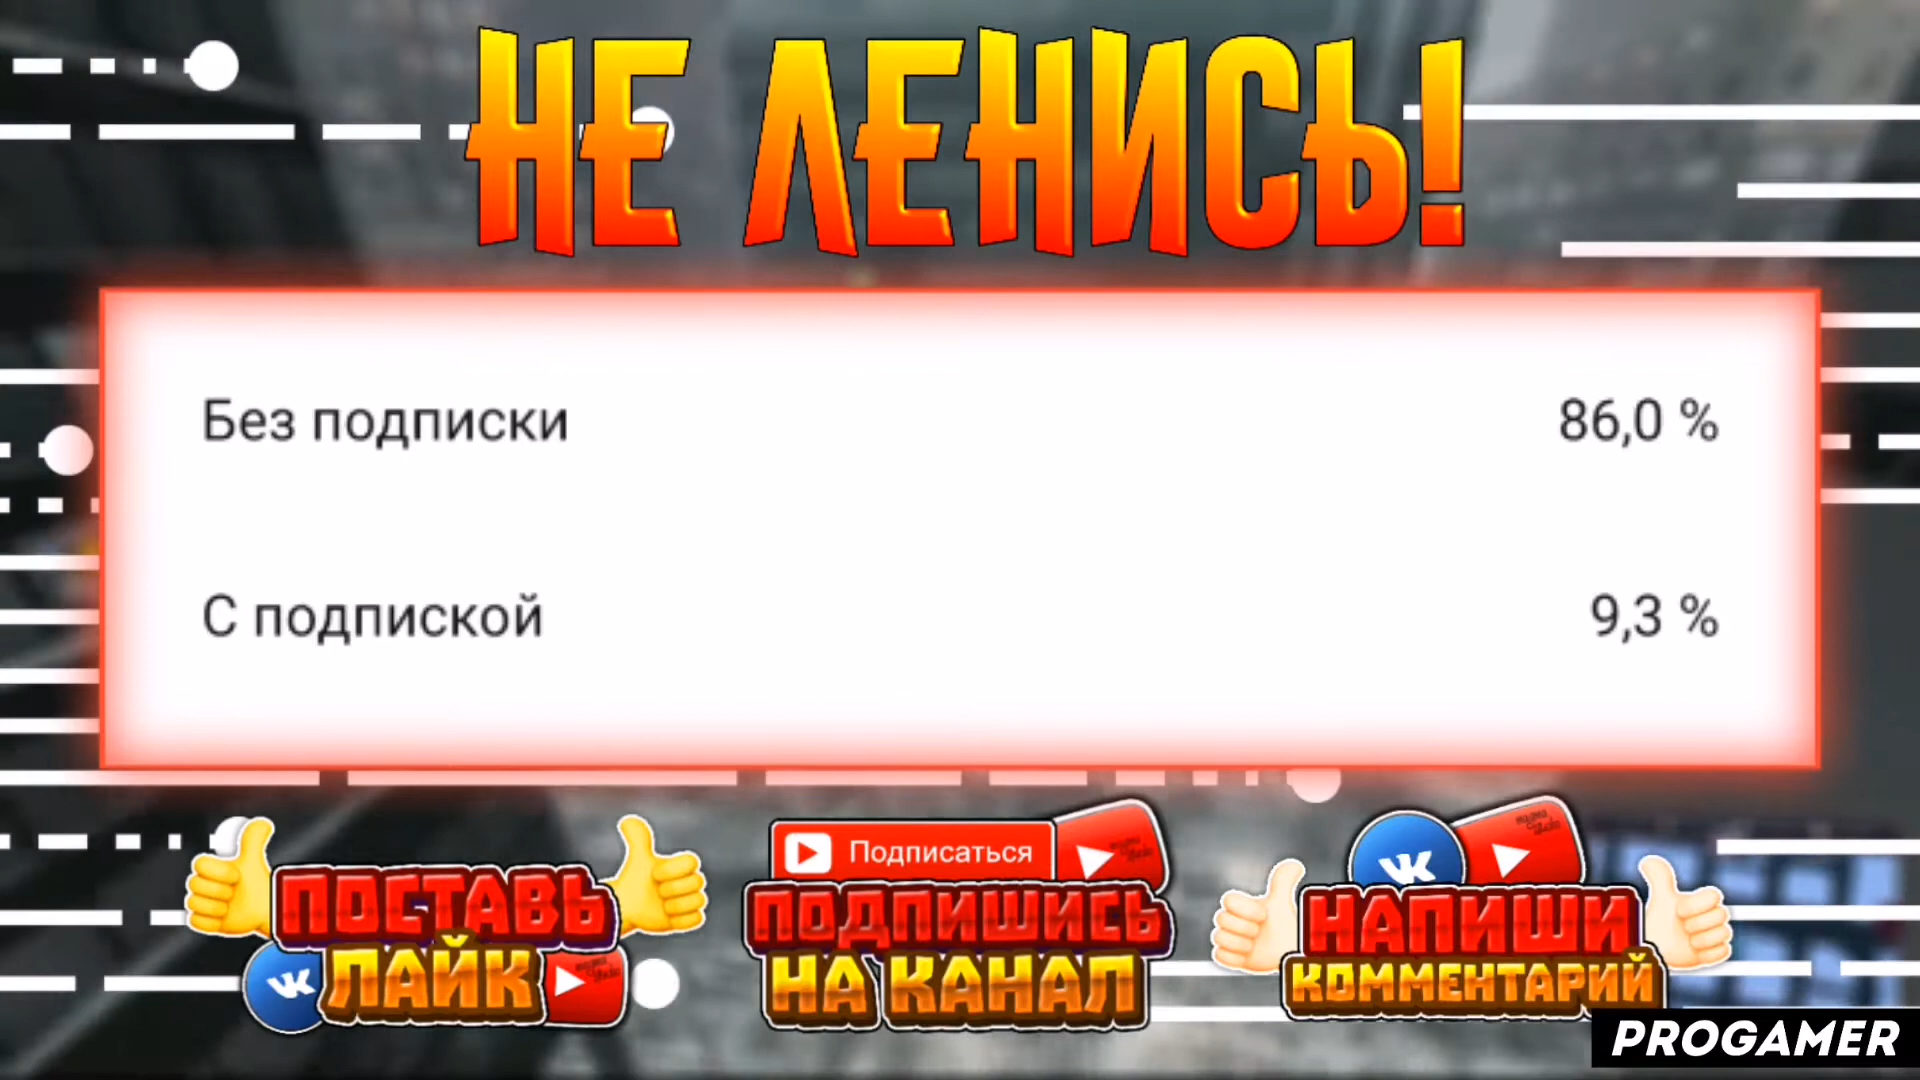 НЕ ЛЕНИСЬ!
Без подписки 86,0 %
С подпиской 9,3 %
ПОСТАВЬ
ЛАЙК
Подписаться
ПОДПИШИСЬ
НА КАНАЛ
НАПИШИ
КОММЕНТАРИЙ
PROGAMER